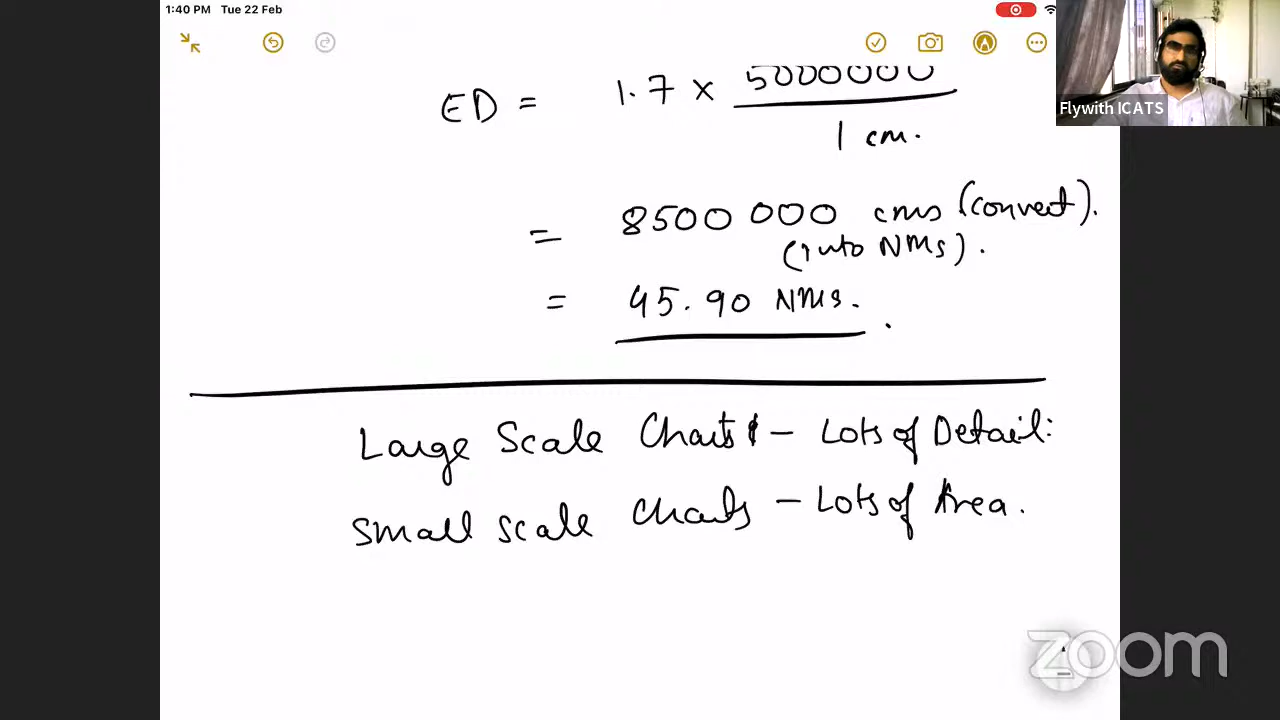 1:40 PM Tue 22 Feb
Flywith ICATS
ED = 1.7 x 5000000
1 cm.
= 8500 000 cms (convert).
(into NMs).
= 45.90 NMs.
Large Scale Charts - Lots of Detail:
Small scale Charts - Lots of Area.
zoom